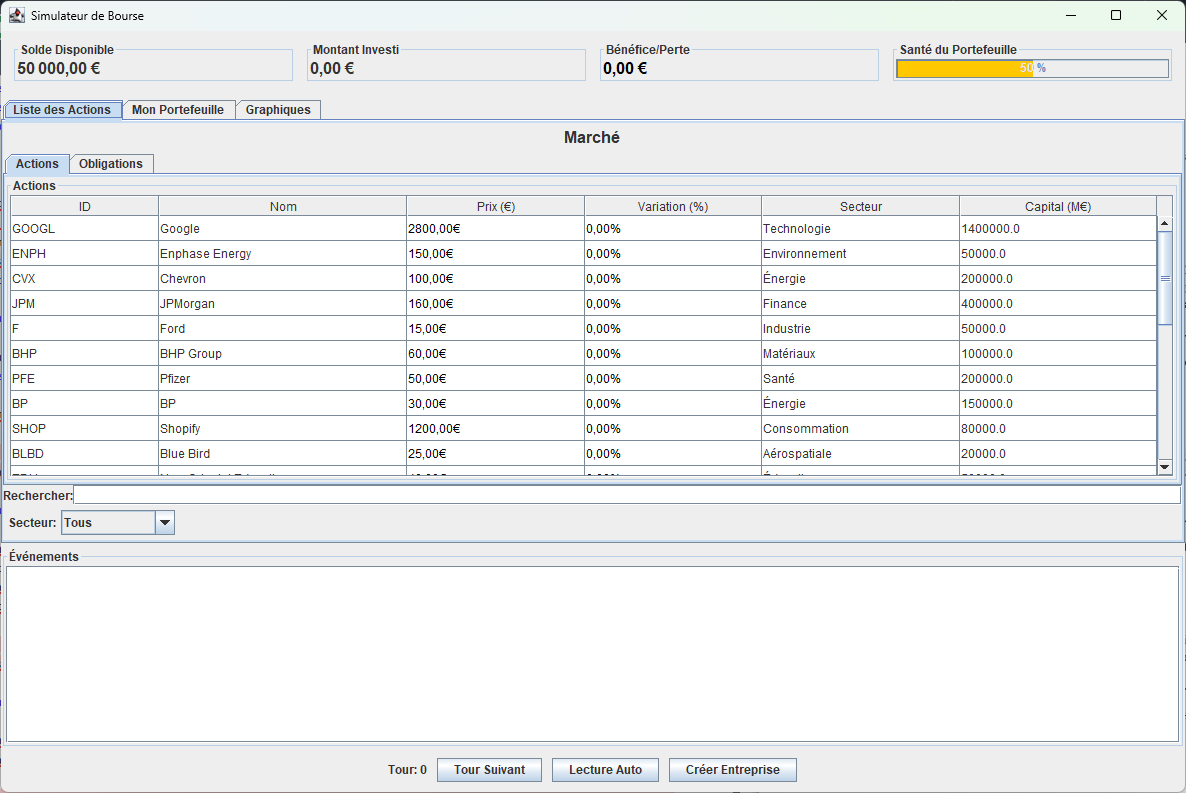 Simulateur de Bourse
Solde Disponible Montant Investi Bénéfice/Perte Santé du Portefeuille
50 000,00 € 0,00 € 0,00 € 50 %
Liste des Actions Mon Portefeuille Graphiques
Marché
Actions Obligations
Actions
ID Nom Prix (€) Variation (%) Secteur Capital (M€)
GOOGL Google 2800,00€ 0,00% Technologie 1400000.0
ENPH Enphase Energy 150,00€ 0,00% Environnement 50000.0
CVX Chevron 100,00€ 0,00% Énergie 200000.0
JPM JPMorgan 160,00€ 0,00% Finance 400000.0
F Ford 15,00€ 0,00% Industrie 50000.0
BHP BHP Group 60,00€ 0,00% Matériaux 100000.0
PFE Pfizer 50,00€ 0,00% Santé 200000.0
BP BP 30,00€ 0,00% Énergie 150000.0
SHOP Shopify 1200,00€ 0,00% Consommation 80000.0
BLBD Blue Bird 25,00€ 0,00% Aérospatiale 20000.0
Rechercher:
Secteur: Tous
Événements
Tour: 0 Tour Suivant Lecture Auto Créer Entreprise